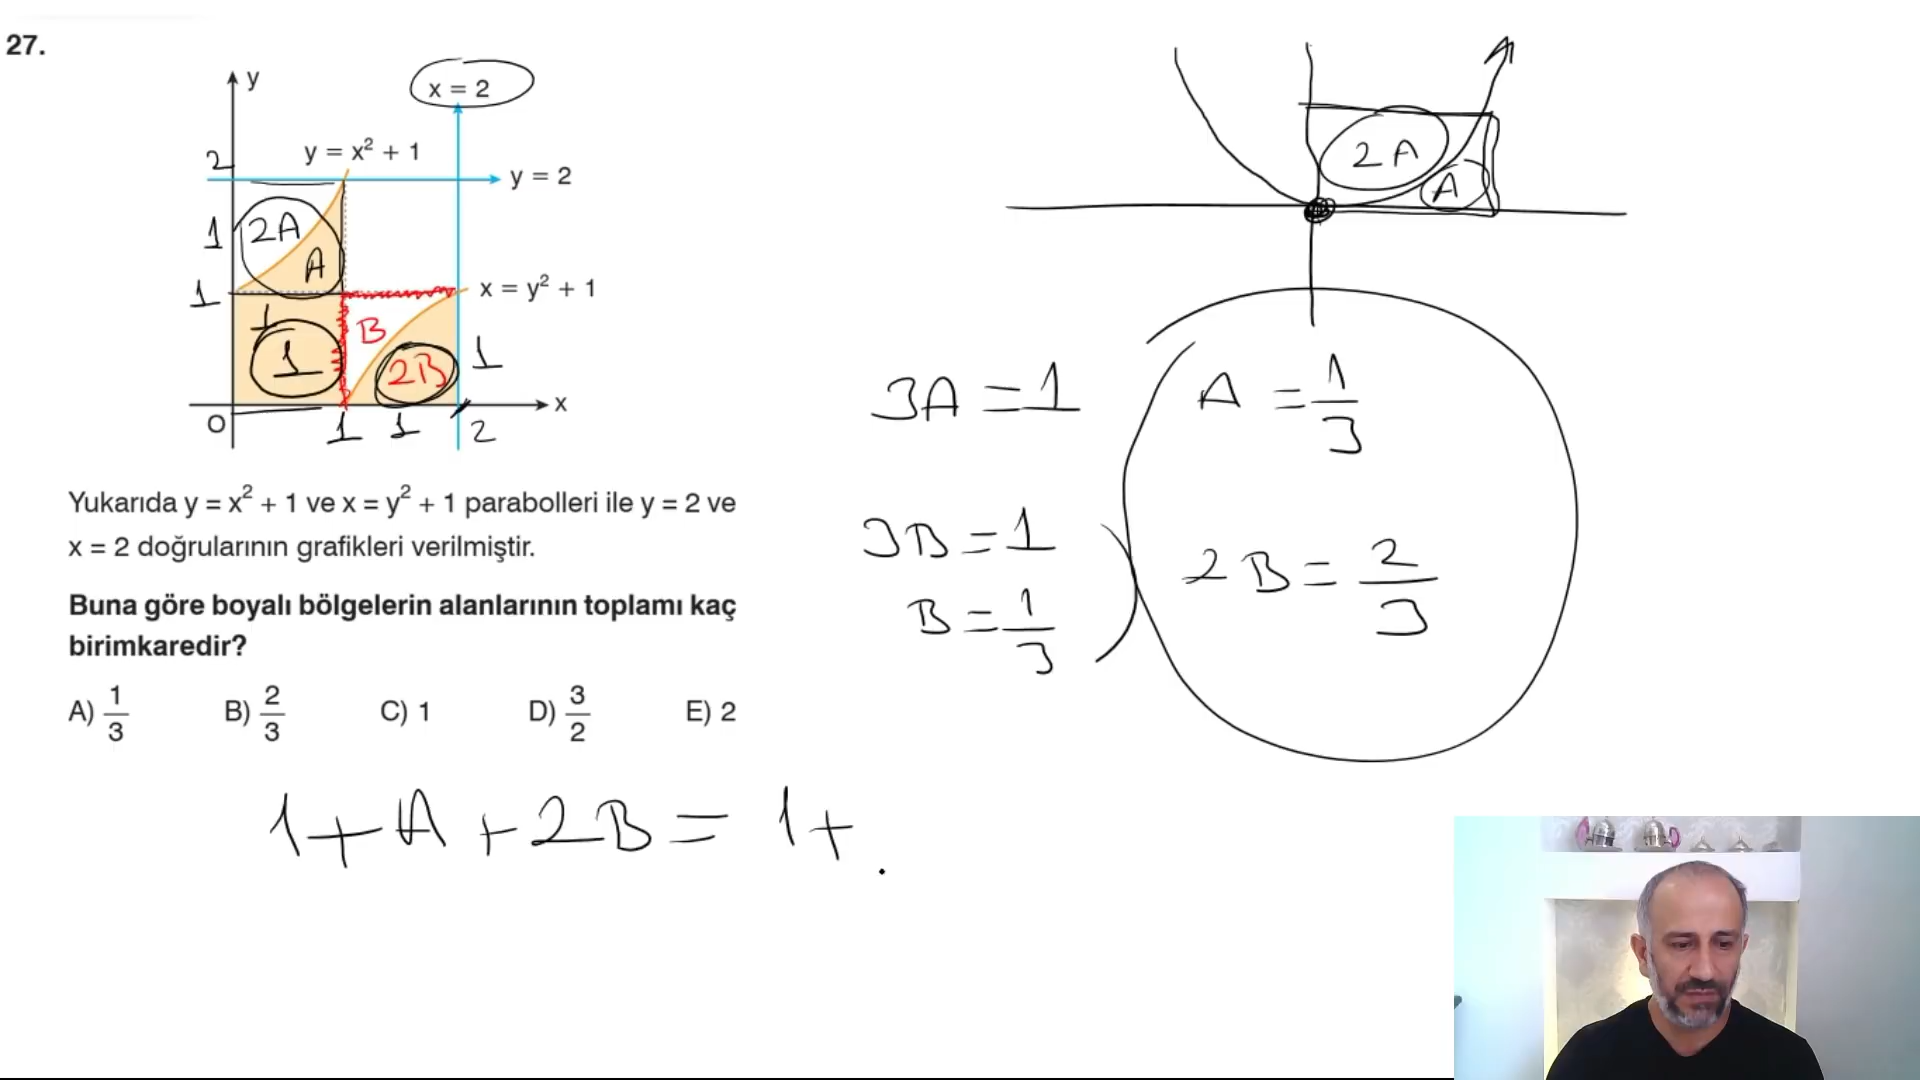 27.
y
x = 2
y = x² + 1
2
y = 2
2A
1
A
1
x = y² + 1
1
B
1
2B
1
x
O
1
1
2
2A
A
3A = 1
A = 1/3
3B = 1
2B = 2/3
B = 1/3
Yukarıda y = x² + 1 ve x = y² + 1 parabolleri ile y = 2 ve
x = 2 doğrularının grafikleri verilmiştir.
Buna göre boyalı bölgelerin alanlarının toplamı kaç
birimkaredir?
A) 1/3 B) 2/3 C) 1 D) 3/2 E) 2
1 + A + 2B = 1 +